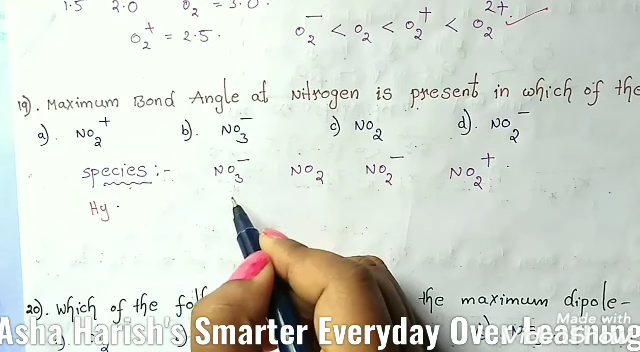 1.5 2.0 O₂ = 3.0.
O₂⁺ = 2.5. O₂⁻ < O₂ < O₂⁺ < O₂²⁺.
19). Maximum Bond Angle at Nitrogen is present in which of the
a). NO₂⁺ b). NO₃⁻ c) NO₂ d). NO₂⁻
Species :- NO₃⁻ NO₂ NO₂⁻ NO₂⁺.
Hy.
20). which of the the maximum dipole-
Made with
Asha Harish's Smarter Everyday Over Learning